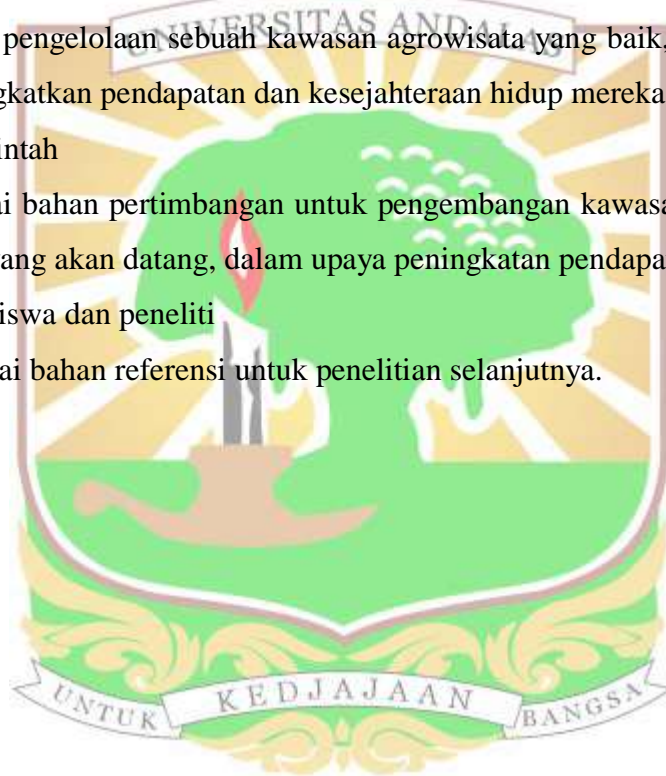 UNIVERSITAS ANDALAS
pengelolaan sebuah kawasan agrowisata yang baik,
gkatkan pendapatan dan kesejahteraan hidup mereka
intah
ai bahan pertimbangan untuk pengembangan kawasa
ang akan datang, dalam upaya peningkatan pendapa
iswa dan peneliti
ai bahan referensi untuk penelitian selanjutnya.
UNTUK KEDJAJAAN BANGSA